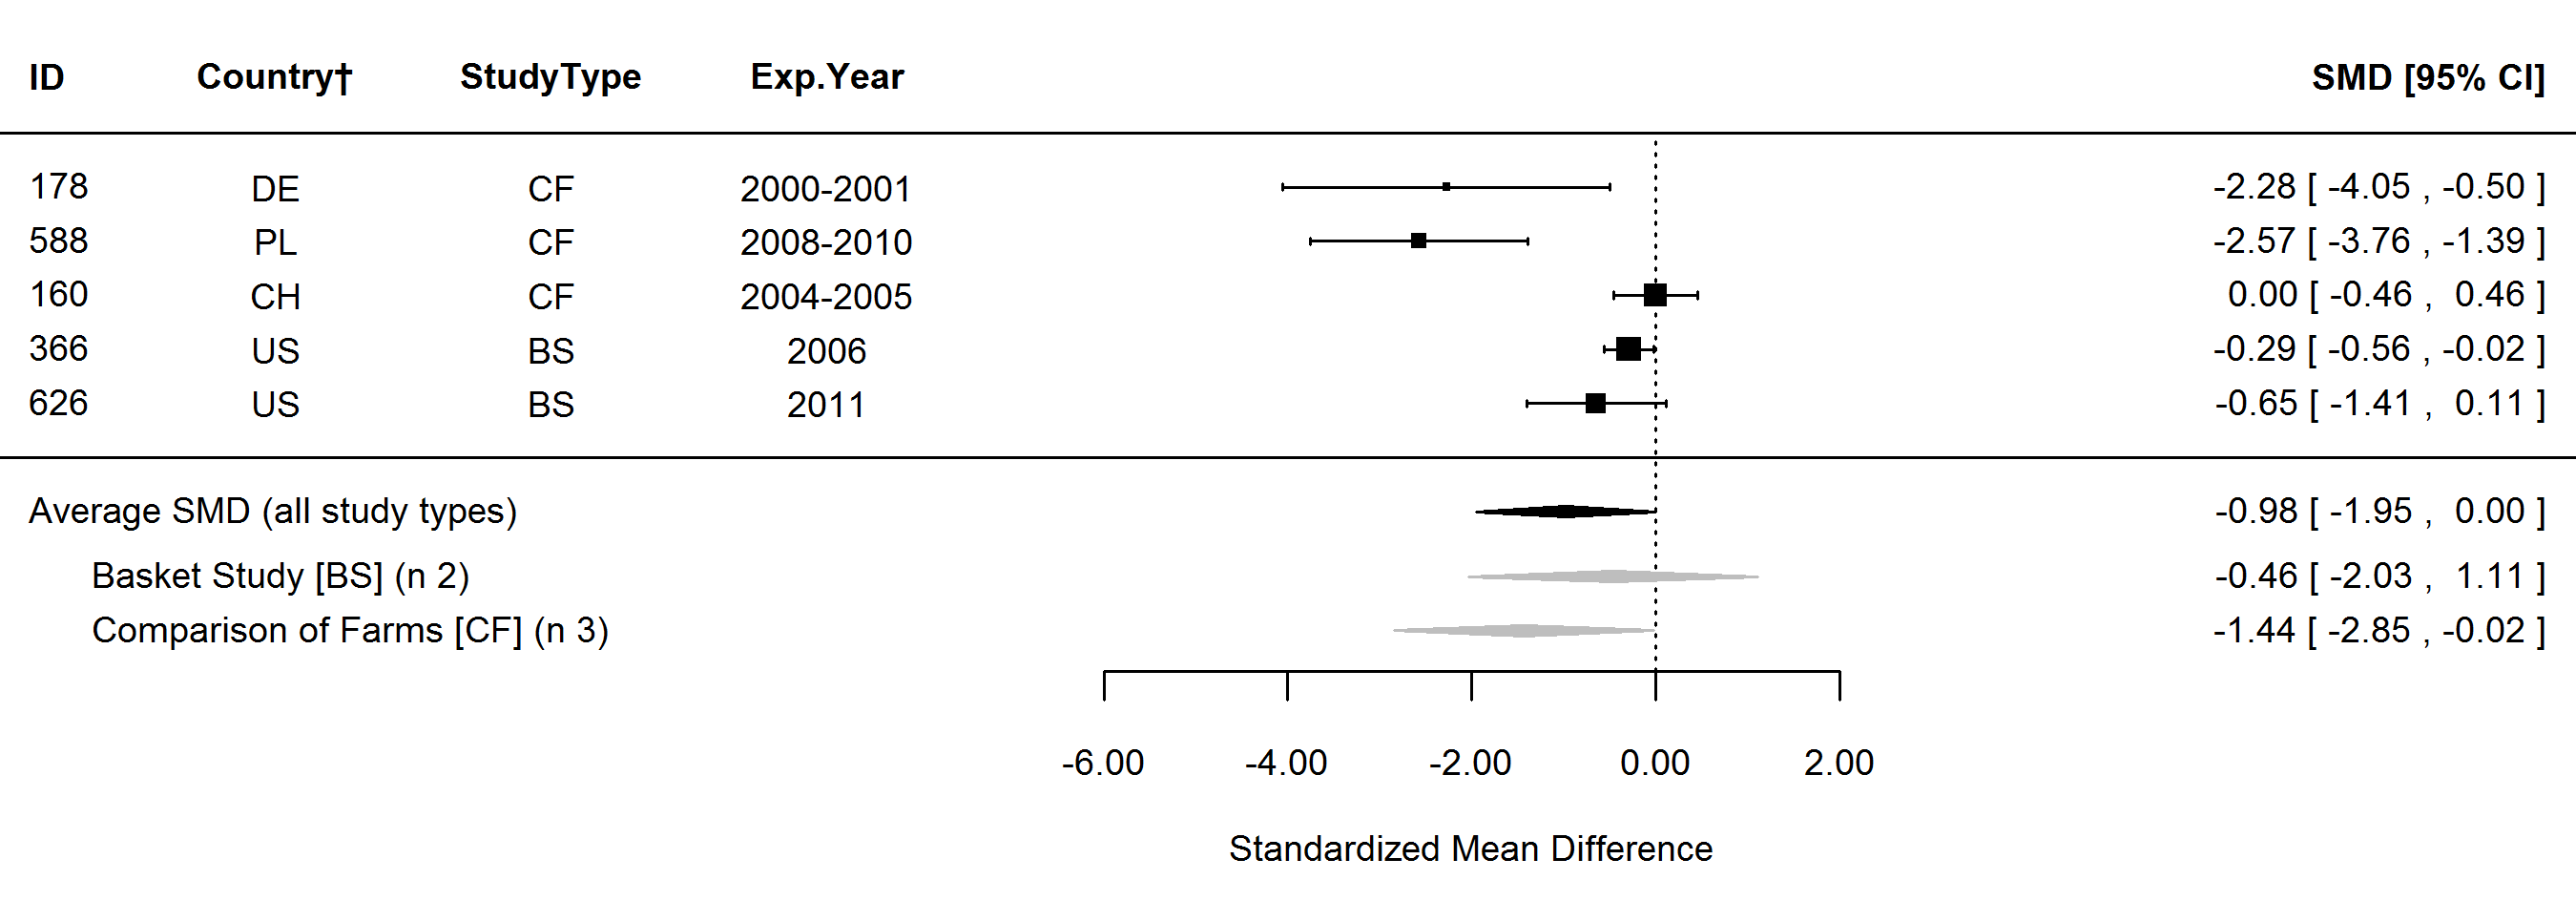 ID Country† StudyType Exp.Year SMD [95% CI]
178 DE CF 2000-2001 -2.28 [ -4.05 , -0.50 ]
588 PL CF 2008-2010 -2.57 [ -3.76 , -1.39 ]
160 CH CF 2004-2005 0.00 [ -0.46 , 0.46 ]
366 US BS 2006 -0.29 [ -0.56 , -0.02 ]
626 US BS 2011 -0.65 [ -1.41 , 0.11 ]
Average SMD (all study types) -0.98 [ -1.95 , 0.00 ]
Basket Study [BS] (n 2) -0.46 [ -2.03 , 1.11 ]
Comparison of Farms [CF] (n 3) -1.44 [ -2.85 , -0.02 ]
-6.00 -4.00 -2.00 0.00 2.00
Standardized Mean Difference